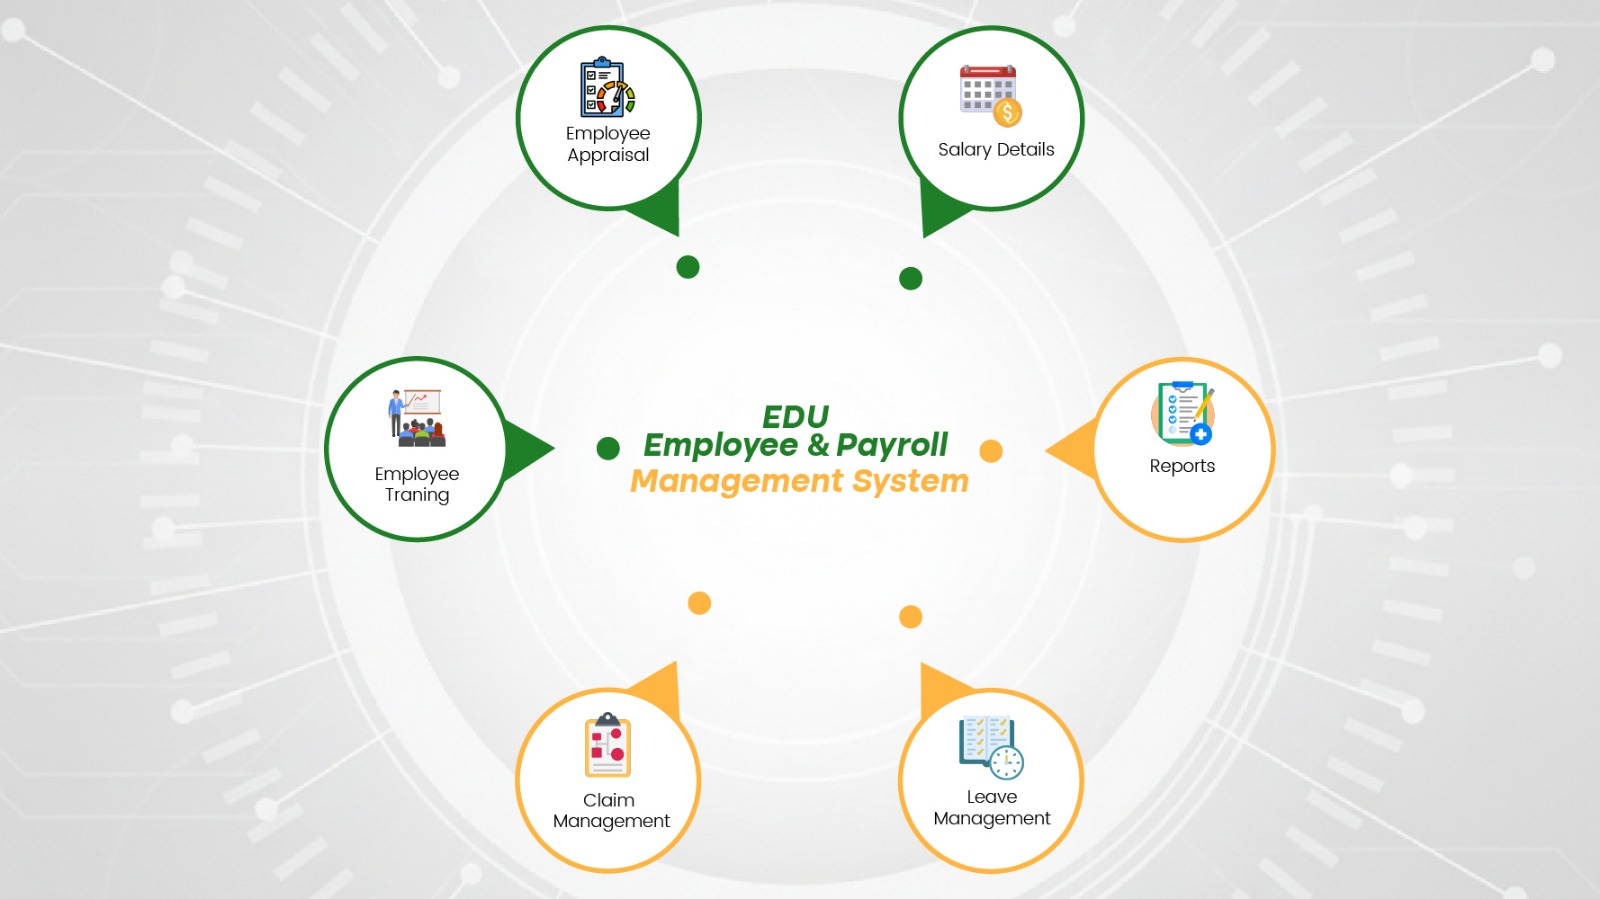 Employee
Appraisal
Salary Details
Employee
Traning
EDU
Employee & Payroll
Management System
Reports
Claim
Management
Leave
Management